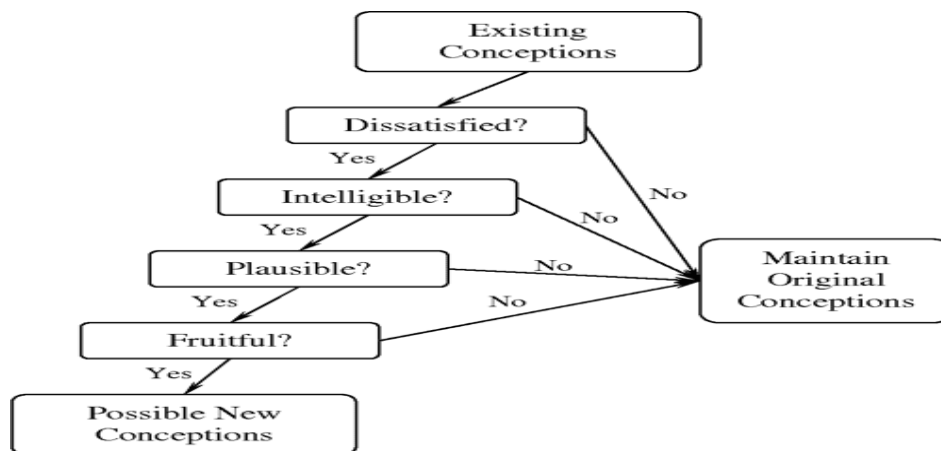 Existing
Conceptions
Dissatisfied?
Yes
No
Intelligible?
No
Yes
Maintain
Original
Conceptions
Plausible?
No
Yes
No
Fruitful?
Yes
Possible New
Conceptions